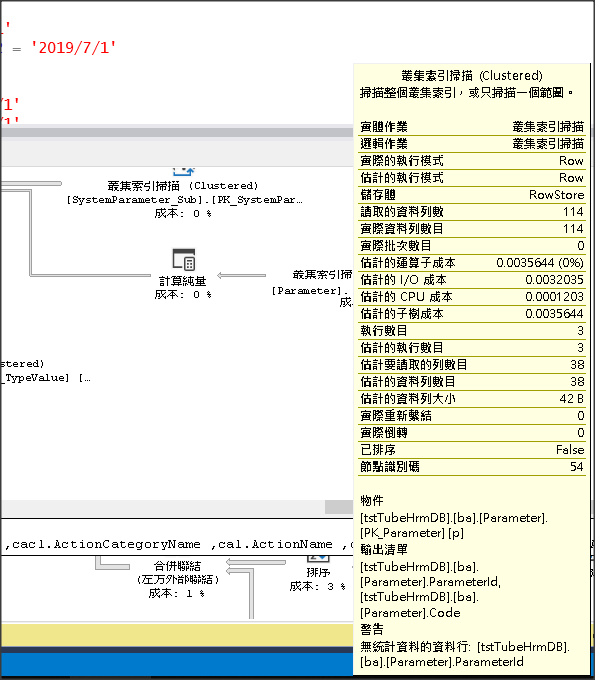 1'
= '2019/7/1'
/1'
/1'
叢集索引掃描 (Clustered)
[SystemParameter_Sub].[PK_SystemPar…
成本: 0 %
計算純量
成本: 0 %
叢集索引掃
[Parameter].
成
stered)
_TypeValue] […
,cacl.ActionCategoryName ,cal.ActionName ,c
合併聯結
(左方外部聯結)
成本: 1 %
排序
成本: 3 %
叢集索引掃描 (Clustered)
掃描整個叢集索引，或只掃描一個範圍。
實體作業 叢集索引掃描
邏輯作業 叢集索引掃描
實際的執行模式 Row
估計的執行模式 Row
儲存體 RowStore
讀取的資料列數 114
實際資料列數目 114
實際批次數目 0
估計的運算子成本 0.0035644 (0%)
估計的 I/O 成本 0.0032035
估計的 CPU 成本 0.0001203
估計的子樹成本 0.0035644
執行數目 3
估計的執行數目 3
估計要讀取的列數目 38
估計的資料列數目 38
估計的資料列大小 42 B
實際重新繫結 0
實際倒轉 0
已排序 False
節點識別碼 54
物件
[tstTubeHrmDB].[ba].[Parameter].
[PK_Parameter] [p]
輸出清單
[tstTubeHrmDB].[ba].
[Parameter].ParameterId,
[tstTubeHrmDB].[ba].
[Parameter].Code
警告
無統計資料的資料行: [tstTubeHrmDB].
[ba].[Parameter].ParameterId